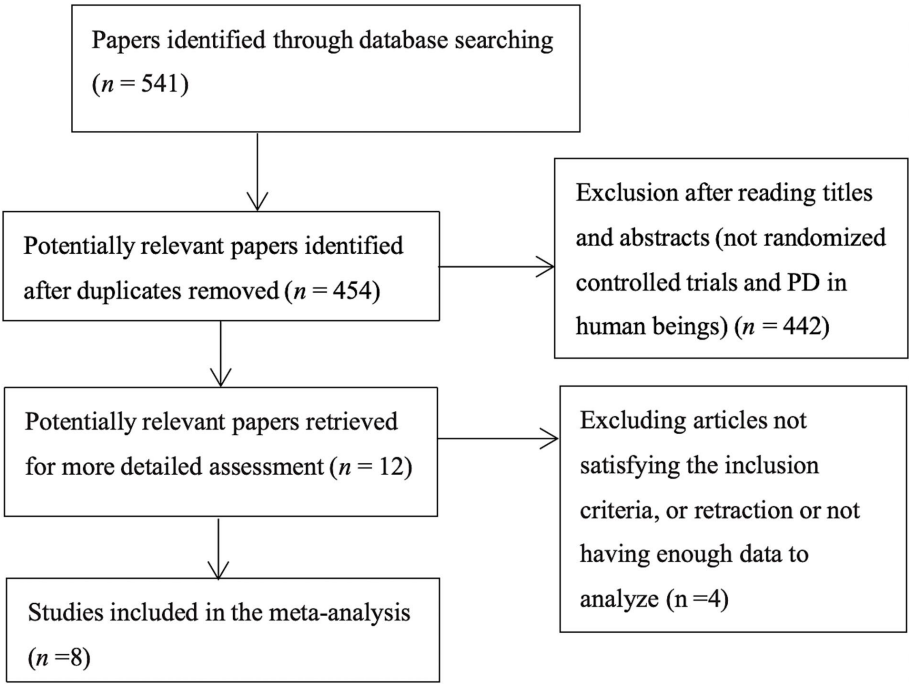 Papers identified through database searching
(n = 541)
Potentially relevant papers identified
after duplicates removed (n = 454)
Exclusion after reading titles
and abstracts (not randomized
controlled trials and PD in
human beings) (n = 442)
Potentially relevant papers retrieved
for more detailed assessment (n = 12)
Excluding articles not
satisfying the inclusion
criteria, or retraction or not
having enough data to
analyze (n =4)
Studies included in the meta-analysis
(n =8)